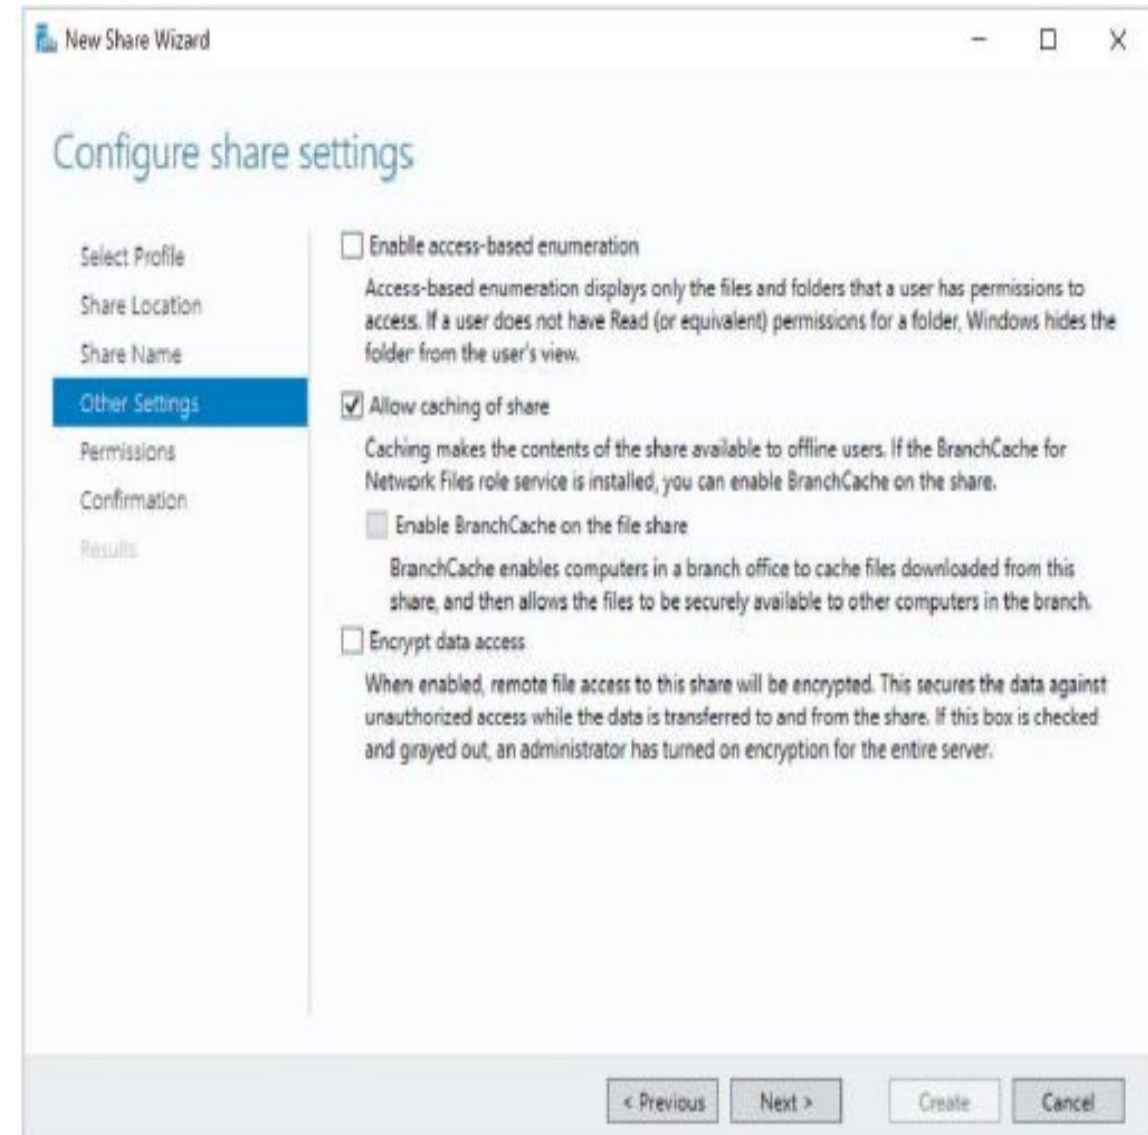 New Share Wizard
Configure share settings
Select Profile
Share Location
Share Name
Other Settings
Permissions
Confirmation
Results
Enable access-based enumeration
Access-based enumeration displays only the files and folders that a user has permissions to
access. If a user does not have Read (or equivalent) permissions for a folder, Windows hides the
folder from the user's view.
Allow caching of share
Caching makes the contents of the share available to offline users. If the BranchCache for
Network Files role service is installed, you can enable BranchCache on the share.
Enable BranchCache on the file share
BranchCache enables computers in a branch office to cache files downloaded from this
share, and then allows the files to be securely available to other computers in the branch.
Encrypt data access
When enabled, remote file access to this share will be encrypted. This secures the data against
unauthorized access while the data is transferred to and from the share. If this box is checked
and grayed out, an administrator has turned on encryption for the entire server.
< Previous
Next >
Create
Cancel